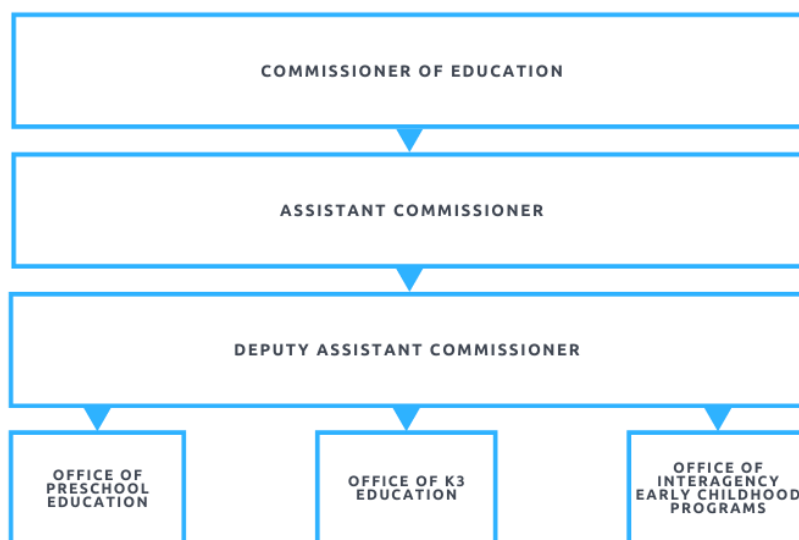 COMMISSIONER OF EDUCATION
ASSISTANT COMMISSIONER
DEPUTY ASSISTANT COMMISSIONER
OFFICE OF
PRESCHOOL
EDUCATION
OFFICE OF K3
EDUCATION
OFFICE OF
INTERAGENCY
EARLY CHILDHOOD
PROGRAMS